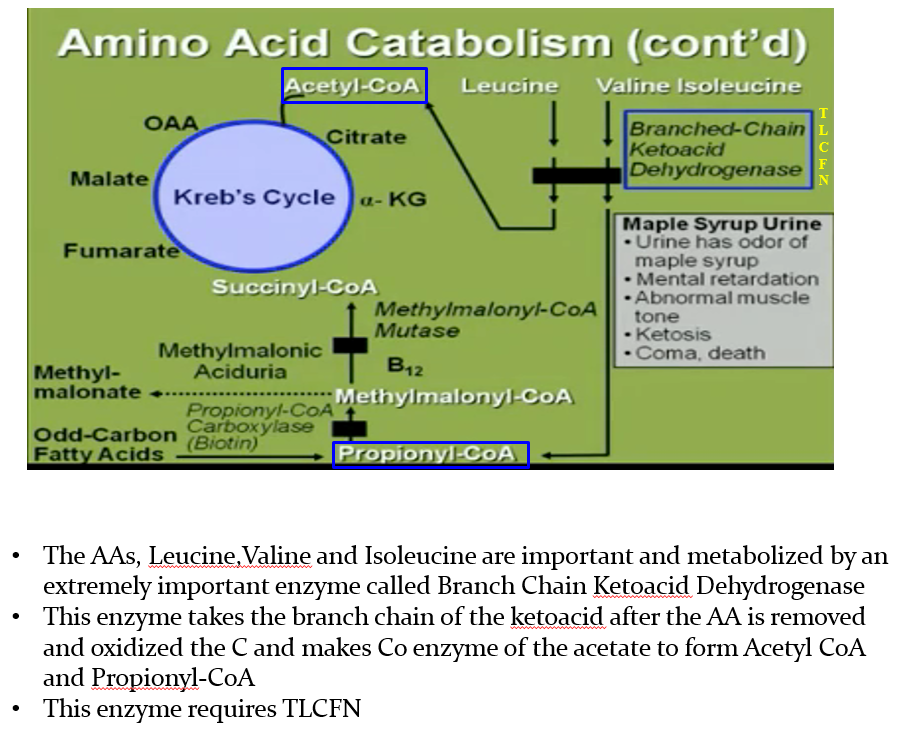 Amino Acid Catabolism (cont'd)
Acetyl-CoA
Leucine
Valine Isoleucine
OAA
Citrate
Branched-Chain
Ketoacid
Dehydrogenase
T
L
C
F
N
Malate
Kreb's Cycle
α- KG
Fumarate
Succinyl-CoA
Maple Syrup Urine
• Urine has odor of
maple syrup
• Mental retardation
• Abnormal muscle
tone
• Ketosis
• Coma, death
Methylmalonyl-CoA
Mutase
B12
Methylmalonic
Aciduria
Methyl-
malonate
Methylmalonyl-CoA
Propionyl-CoA
Carboxylase
(Biotin)
Odd-Carbon
Fatty Acids
Propionyl-CoA
• The AAs, Leucine,Valine and Isoleucine are important and metabolized by an
extremely important enzyme called Branch Chain Ketoacid Dehydrogenase
• This enzyme takes the branch chain of the ketoacid after the AA is removed
and oxidized the C and makes Co enzyme of the acetate to form Acetyl CoA
and Propionyl-CoA
• This enzyme requires TLCFN